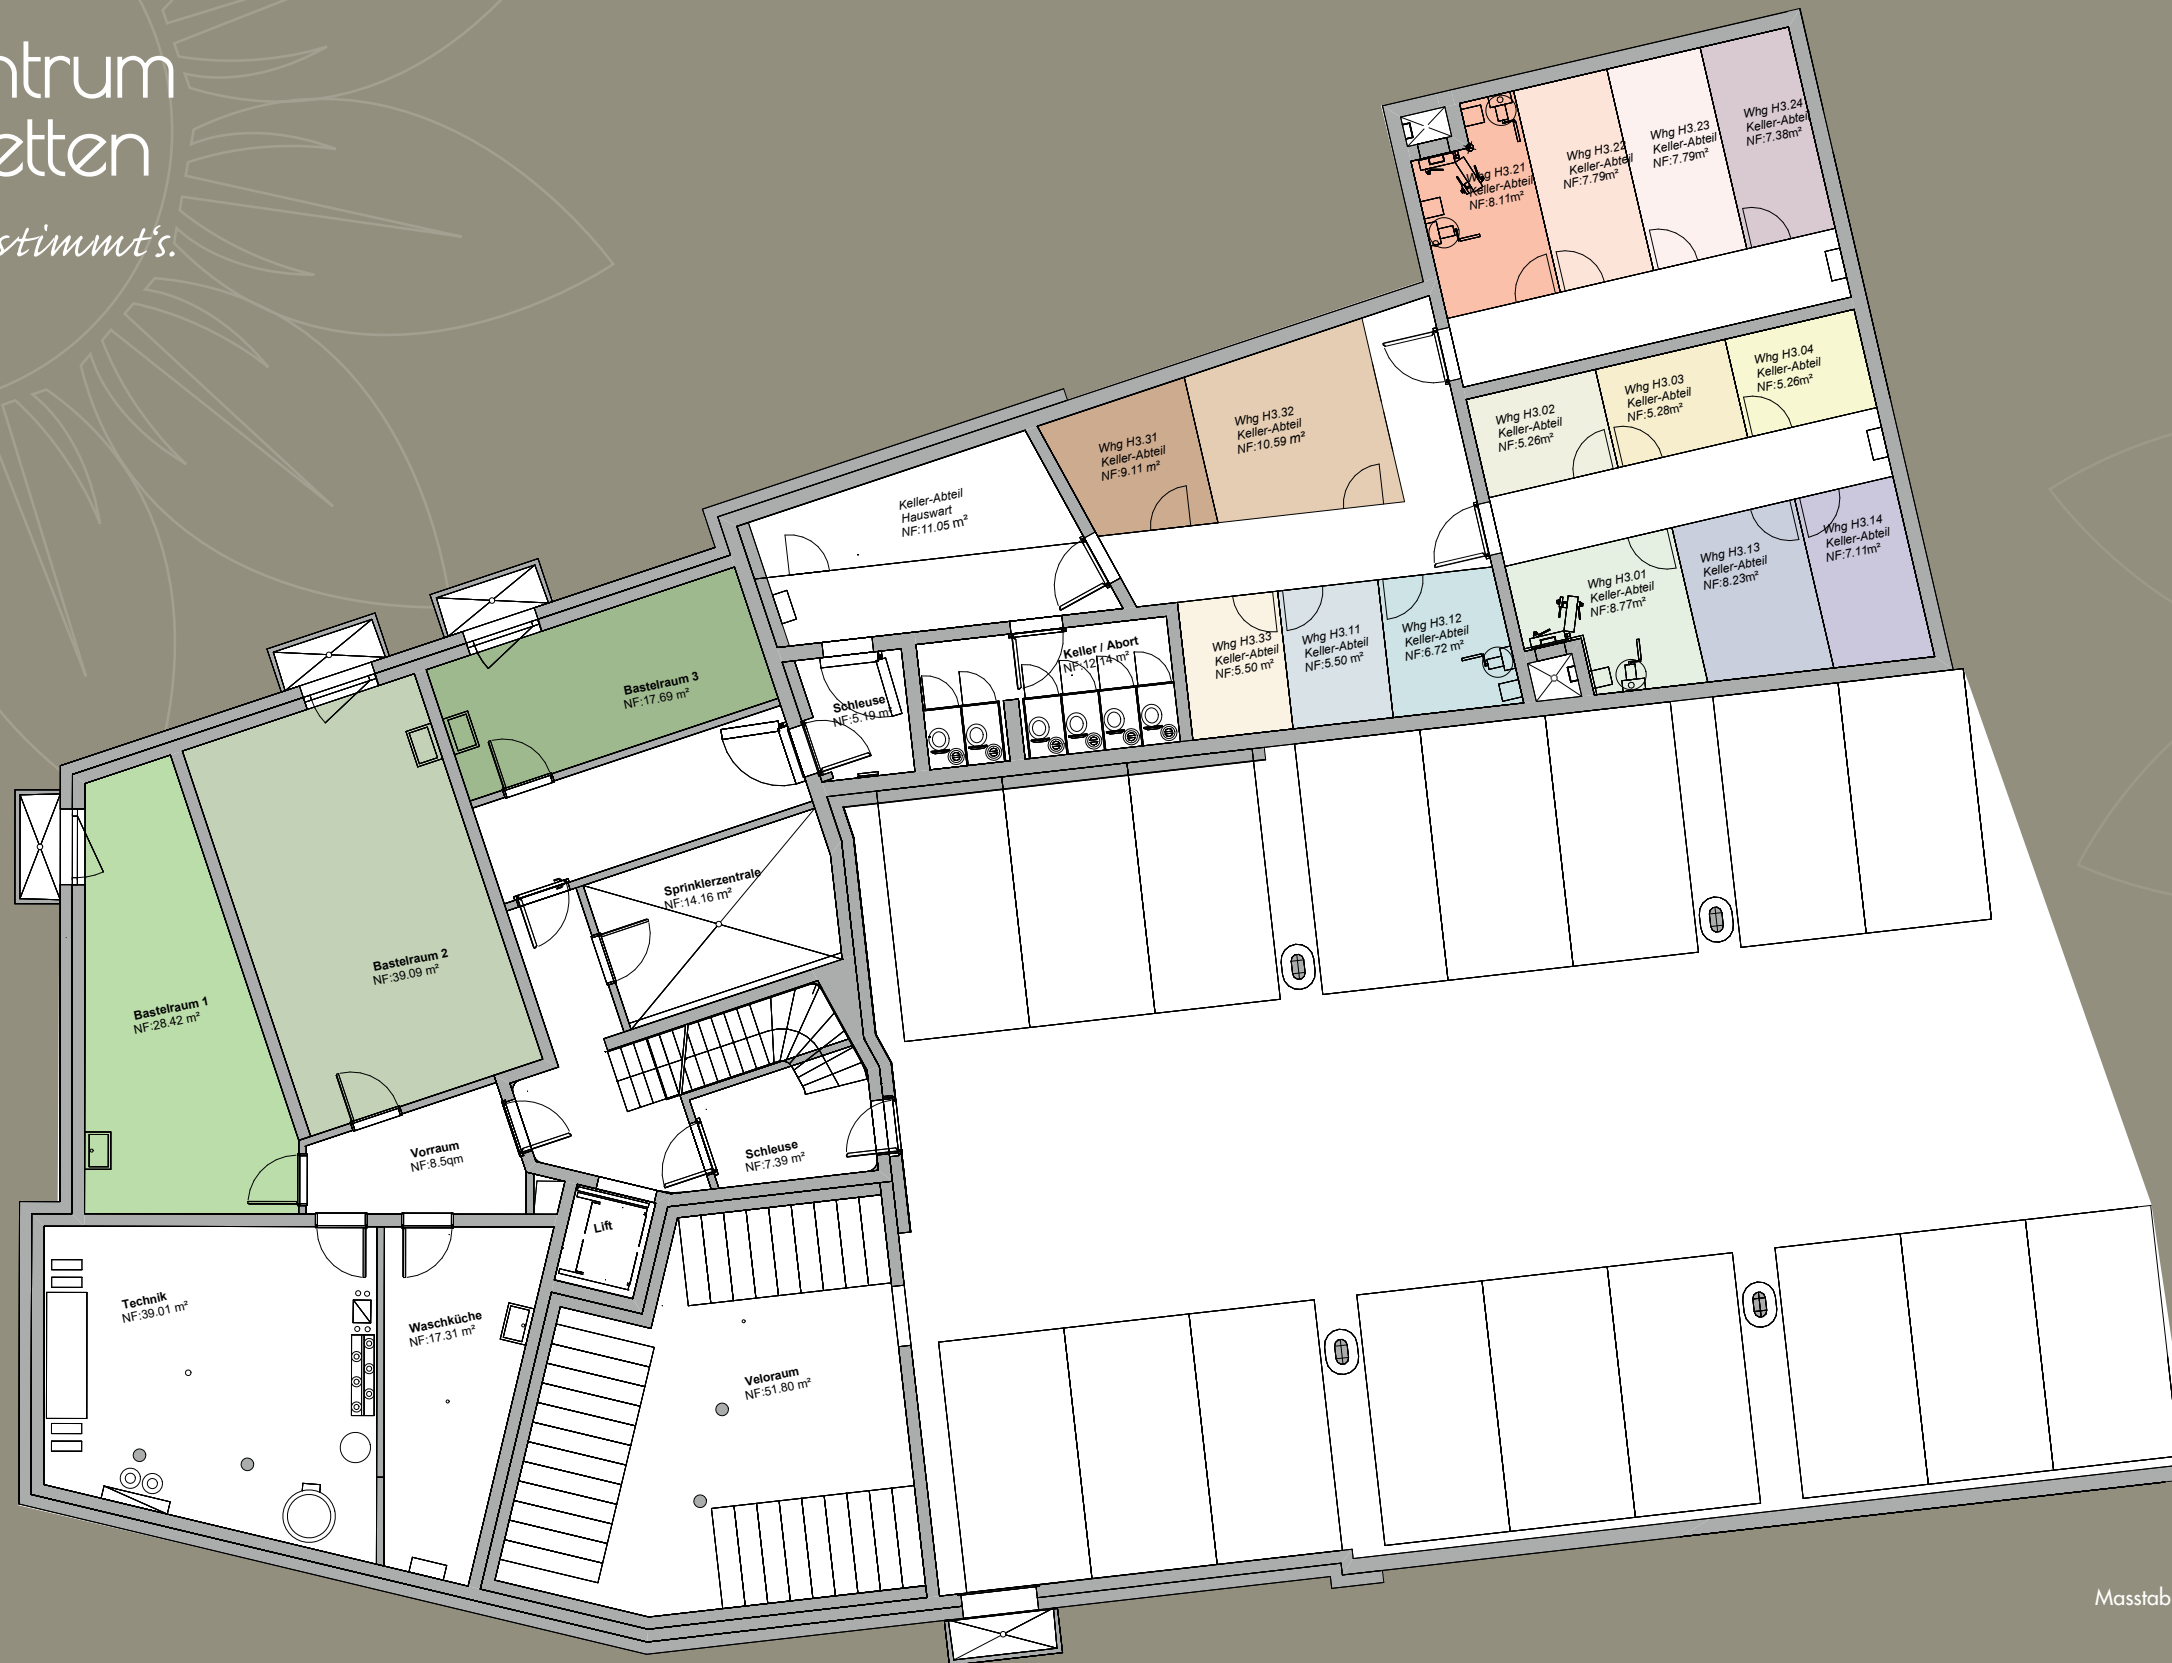 ntrum
etten
stimmt's.
Whg H3.21
Keller-Abteil
NF:8.11m²
Whg H3.22
Keller-Abteil
NF:7.79m²
Whg H3.23
Keller-Abteil
NF:7.79m²
Whg H3.24
Keller-Abteil
NF:7.38m²
Whg H3.02
Keller-Abteil
NF:5.26m²
Whg H3.03
Keller-Abteil
NF:5.28m²
Whg H3.04
Keller-Abteil
NF:5.26m²
Whg H3.31
Keller-Abteil
NF:9.11 m²
Whg H3.32
Keller-Abteil
NF:10.59 m²
Keller-Abteil
Hauswart
NF:11.05 m²
Whg H3.01
Keller-Abteil
NF:8.77m²
Whg H3.13
Keller-Abteil
NF:8.23m²
Whg H3.14
Keller-Abteil
NF:7.11m²
Whg H3.33
Keller-Abteil
NF:5.50 m²
Whg H3.11
Keller-Abteil
NF:5.50 m²
Whg H3.12
Keller-Abteil
NF:6.72 m²
Keller / Abort
NF:12.14 m²
Schleuse
NF:5.19 m²
Bastelraum 3
NF:17.69 m²
Sprinklerzentrale
NF:14.16 m²
Bastelraum 2
NF:39.09 m²
Bastelraum 1
NF:28.42 m²
Vorraum
NF:8.5qm
Schleuse
NF:7.39 m²
Lift
Technik
NF:39.01 m²
Waschküche
NF:17.31 m²
Veloraum
NF:51.80 m²
Masstab